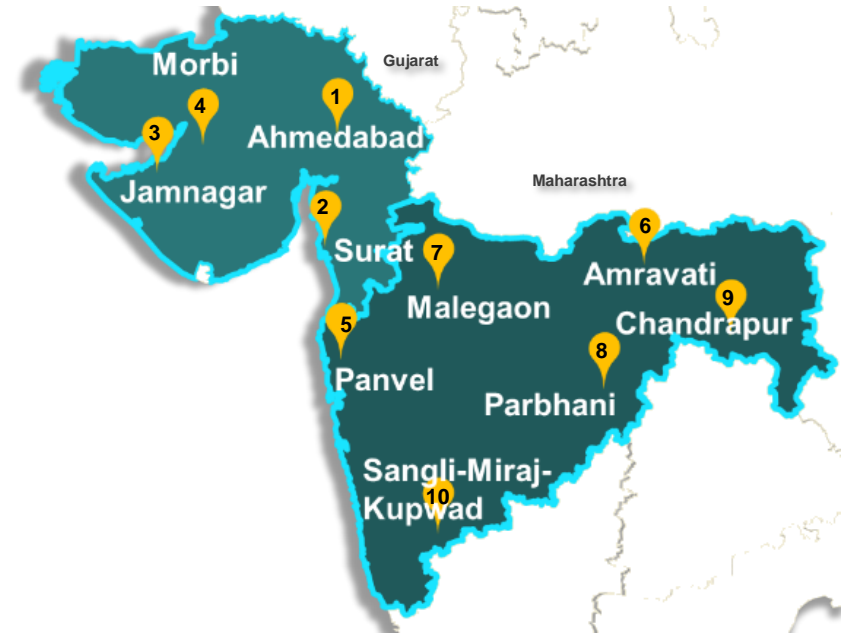 Morbi
Gujarat
4
1
3
Ahmedabad
Jamnagar
Maharashtra
2
6
Surat
7
Amravati
9
Malegaon
5
Chandrapur
8
Panvel
Parbhani
Sangli-Miraj-
10
Kupwad